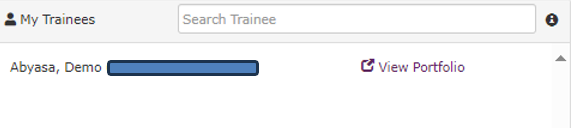 My Trainees Search Trainee
Abyasa, Demo View Portfolio